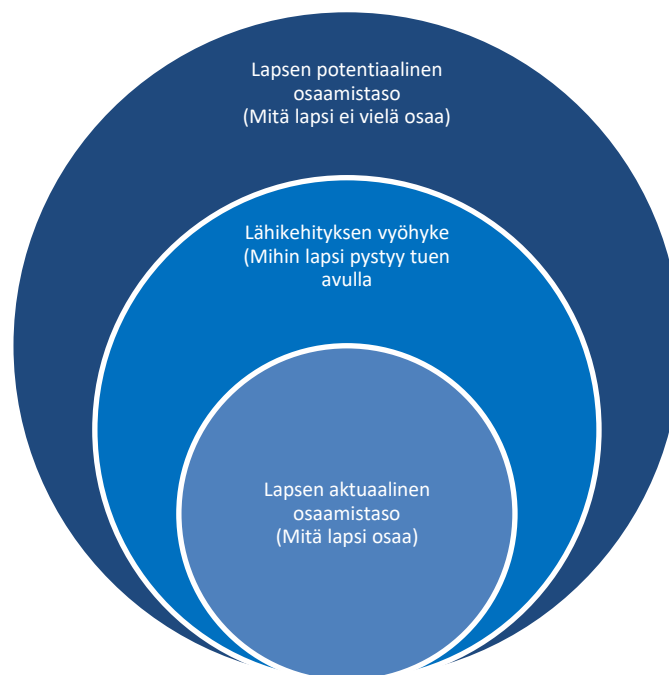 Lapsen potentiaalinen
osaamistaso
(Mitä lapsi ei vielä osaa)
Lähikehityksen vyöhyke
(Mihin lapsi pystyy tuen
avulla
Lapsen aktuaalinen
osaamistaso
(Mitä lapsi osaa)